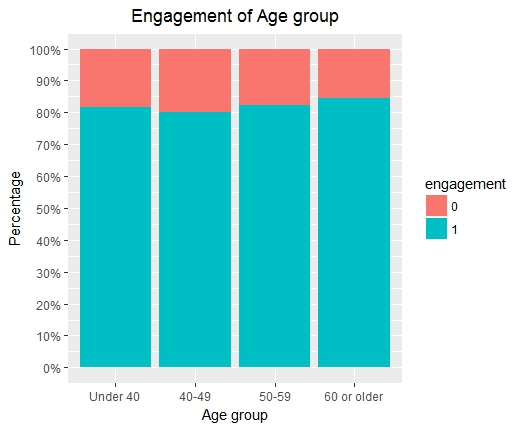 Engagement of Age group
100%
90%
80%
70%
60%
50%
40%
30%
20%
10%
0%
Percentage
Under 40 40-49 50-59 60 or older
Age group
engagement
0
1